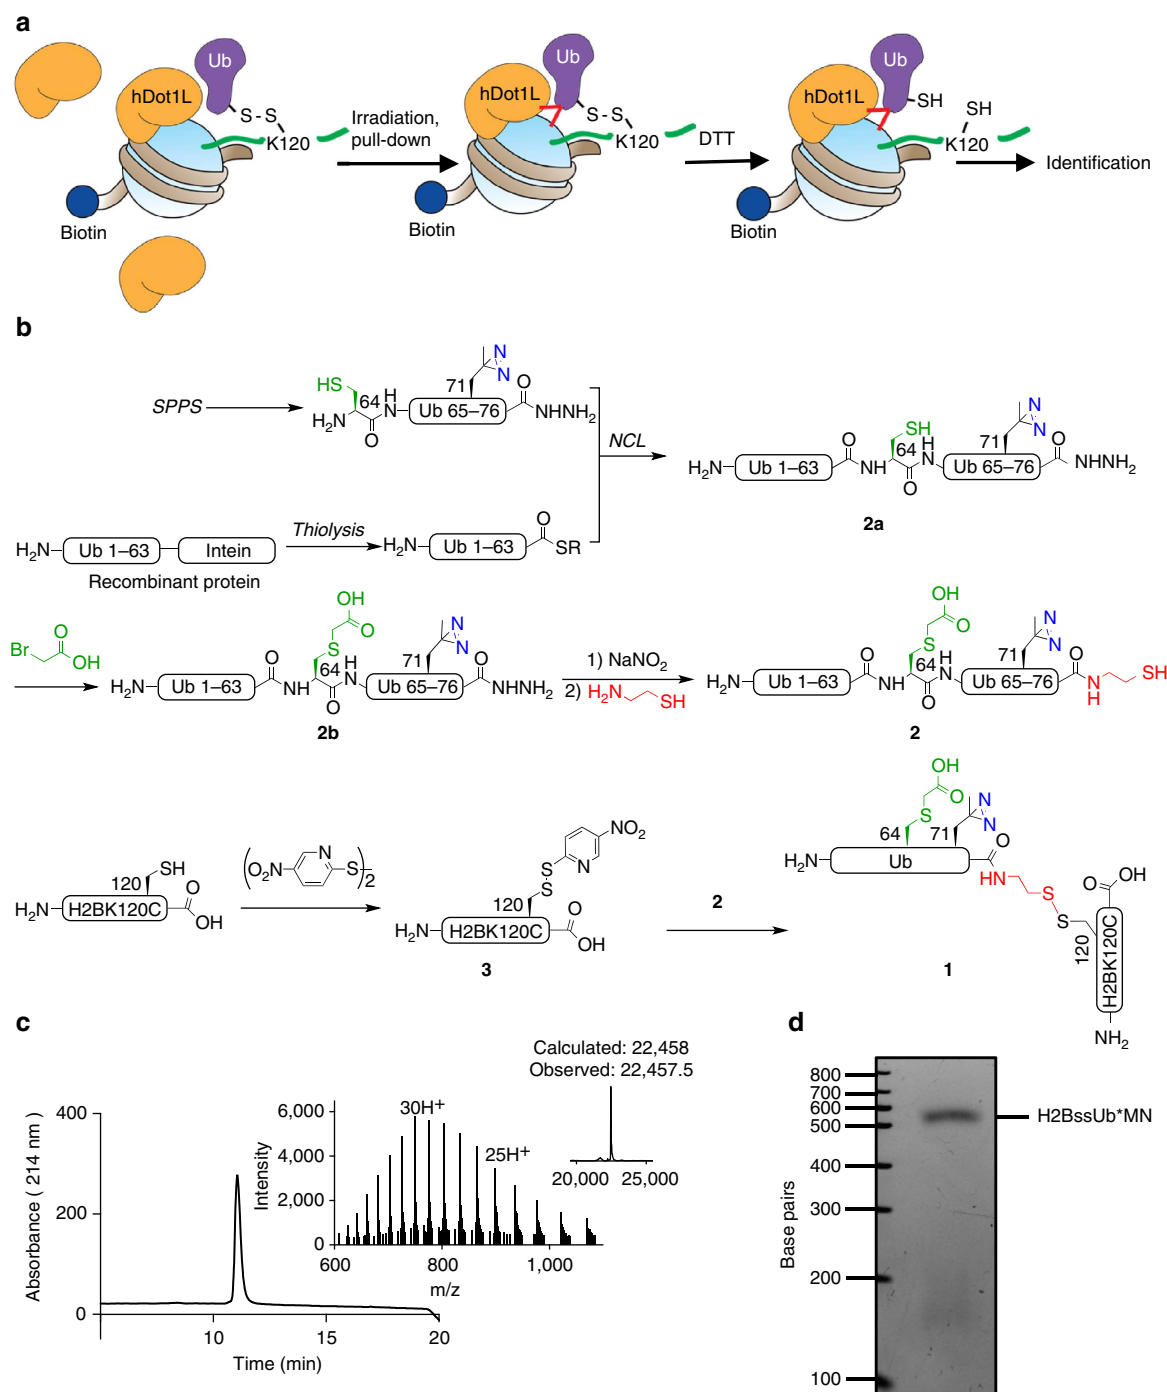 a
Ub
hDot1L
S-S
K120
Biotin
Irradiation,
pull-down
Ub
hDot1L
S-S
K120
Biotin
DTT
Ub
hDot1L
SH
SH
K120
Biotin
Identification
b
SPPS
HS
64
H
N
H2N
O
71
N
N
Ub 65–76
O
NHNH2
NCL
H2N
Ub 1–63
Intein
Recombinant protein
Thiolysis
H2N
Ub 1–63
O
SR
H2N
Ub 1–63
O
NH
SH
64
O
H
N
71
N
N
Ub 65–76
O
NHNH2
2a
Br
O
OH
H2N
Ub 1–63
O
NH
OH
O
S
64
O
H
N
71
N
N
Ub 65–76
O
NHNH2
2b
1) NaNO2
2) H2N
SH
H2N
Ub 1–63
O
NH
OH
O
S
64
O
H
N
71
N
N
Ub 65–76
O
N
H
SH
2
SH
120
H2N
H2BK120C
O
OH
(O2N
N
S)2
NO2
N
S
S
120
H2N
H2BK120C
O
OH
3
2
OH
O
S
64
71
N
N
H2N
Ub
O
HN
S
S
120
O
OH
H2BK120C
NH2
1
c
Absorbance ( 214 nm )
400
200
0
10
15
20
Time (min)
Intensity
6,000
4,000
2,000
0
600
800
1,000
m/z
30H+
25H+
Calculated: 22,458
Observed: 22,457.5
20,000
25,000
d
Base pairs
800
700
600
500
400
300
200
100
H2BssUb*MN